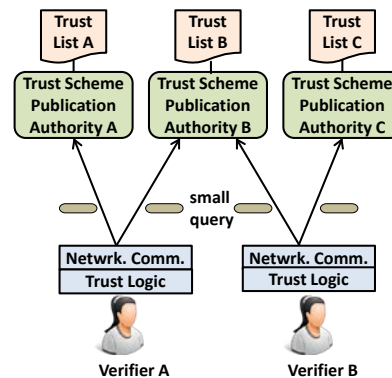 Trust
List A
Trust
List B
Trust
List C
Trust Scheme
Publication
Authority A
Trust Scheme
Publication
Authority B
Trust Scheme
Publication
Authority C
small
query
Netwrk. Comm.
Trust Logic
Netwrk. Comm.
Trust Logic
Verifier A
Verifier B